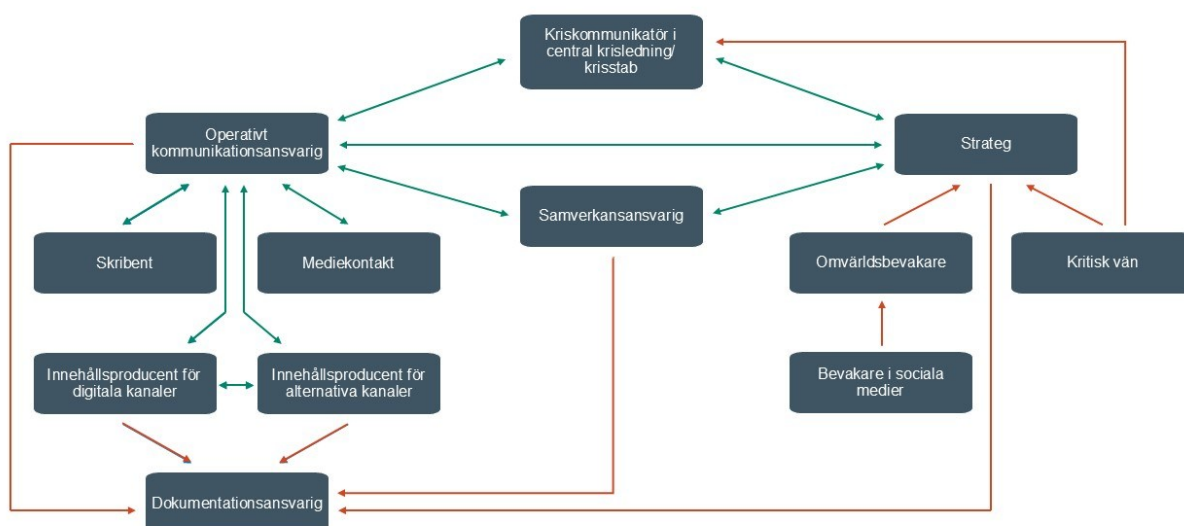 Kriskommunikatör i
central krisledning/
krisstab
Operativt
kommunikationsansvarig
Strateg
Samverkansansvarig
Skribent
Mediekontakt
Omvärldsbevakare
Kritisk vän
Innehållsproducent för
digitala kanaler
Innehållsproducent för
alternativa kanaler
Bevakare i sociala
medier
Dokumentationsansvarig